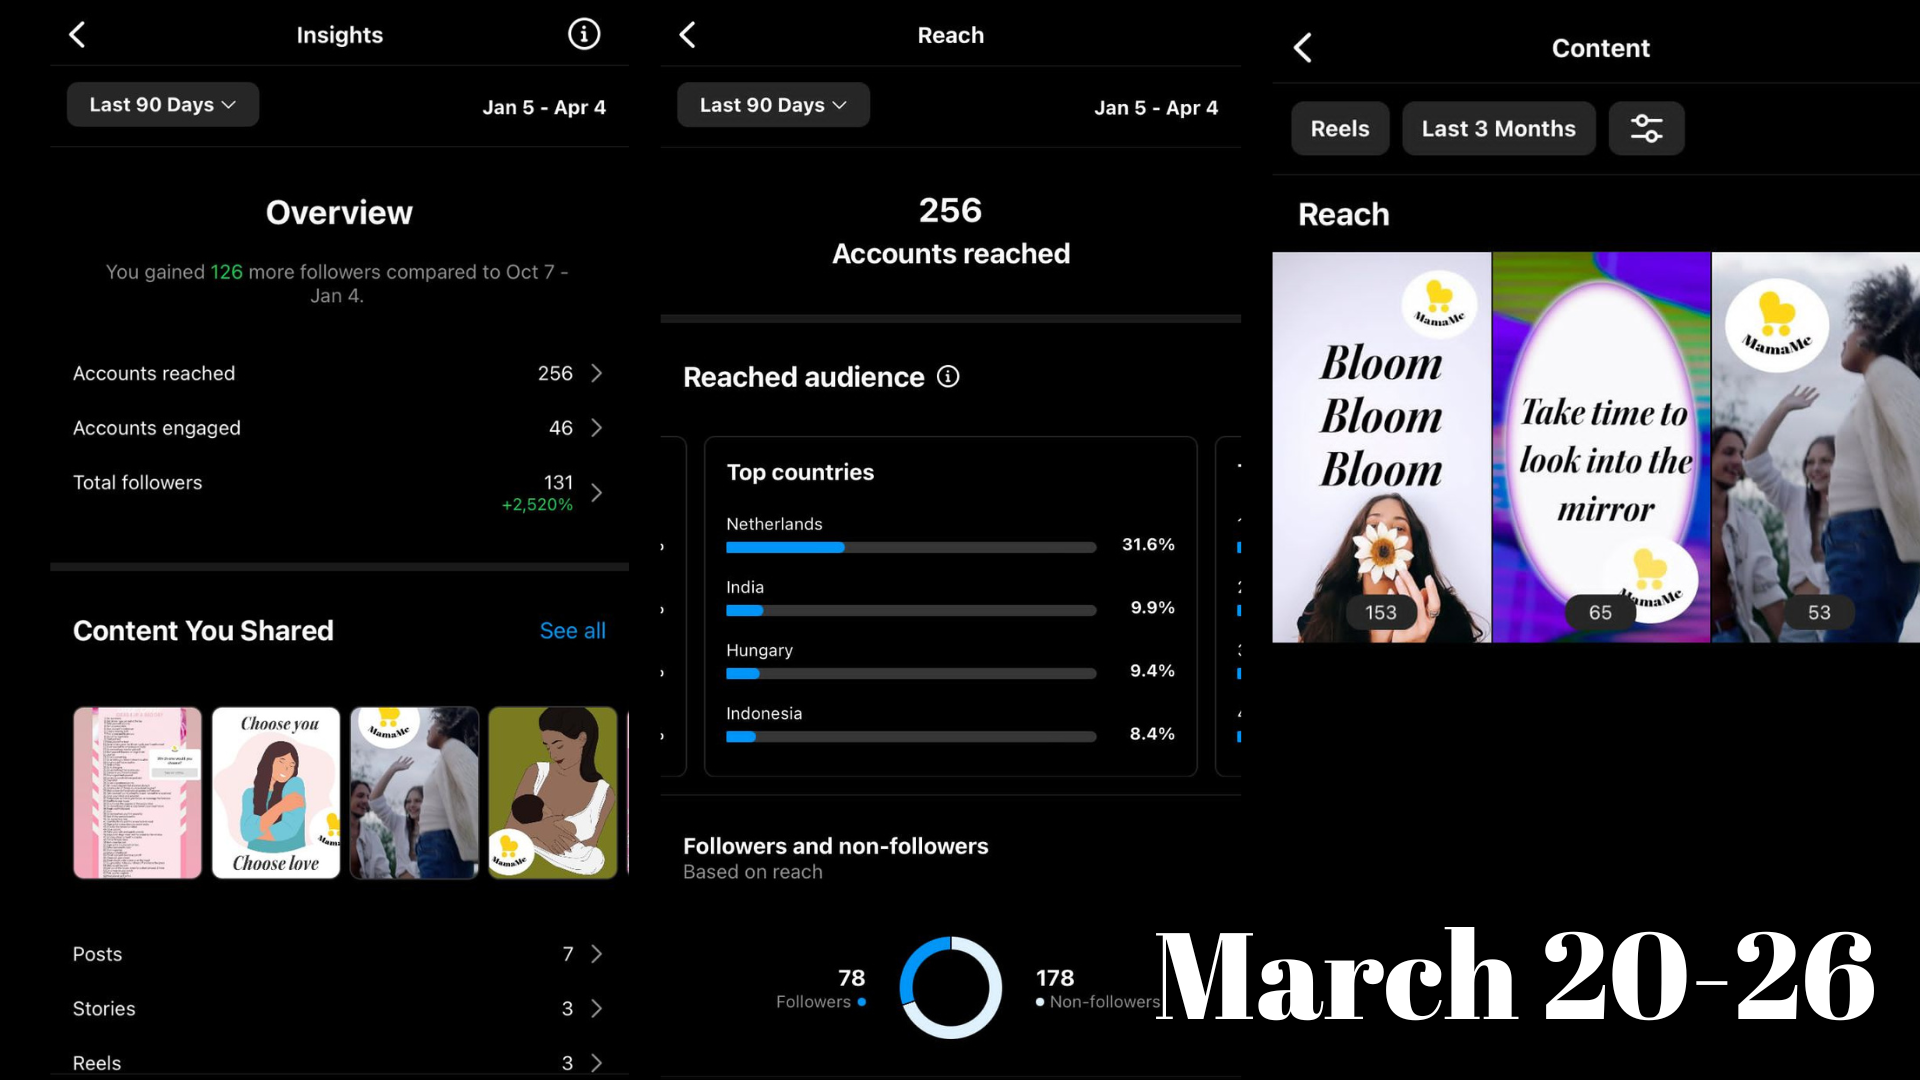 Insights
Last 90 Days
Jan 5 - Apr 4
Overview
You gained 126 more followers compared to Oct 7 -
Jan 4.
Accounts reached
256
Accounts engaged
46
Total followers
131
+2,520%
Content You Shared
See all
Choose you
Choose love
MamaMe
MamaMe
Posts
7
Stories
3
Reels
3
Reach
Last 90 Days
Jan 5 - Apr 4
256
Accounts reached
Reached audience
Top countries
Netherlands
31.6%
India
9.9%
Hungary
9.4%
Indonesia
8.4%
Followers and non-followers
Based on reach
78
Followers
178
Non-followers
Content
Reels
Last 3 Months
Reach
MamaMe
Bloom
Bloom
Bloom
153
Take time to
look into the
mirror
MamaMe
65
MamaMe
53
March 20-26